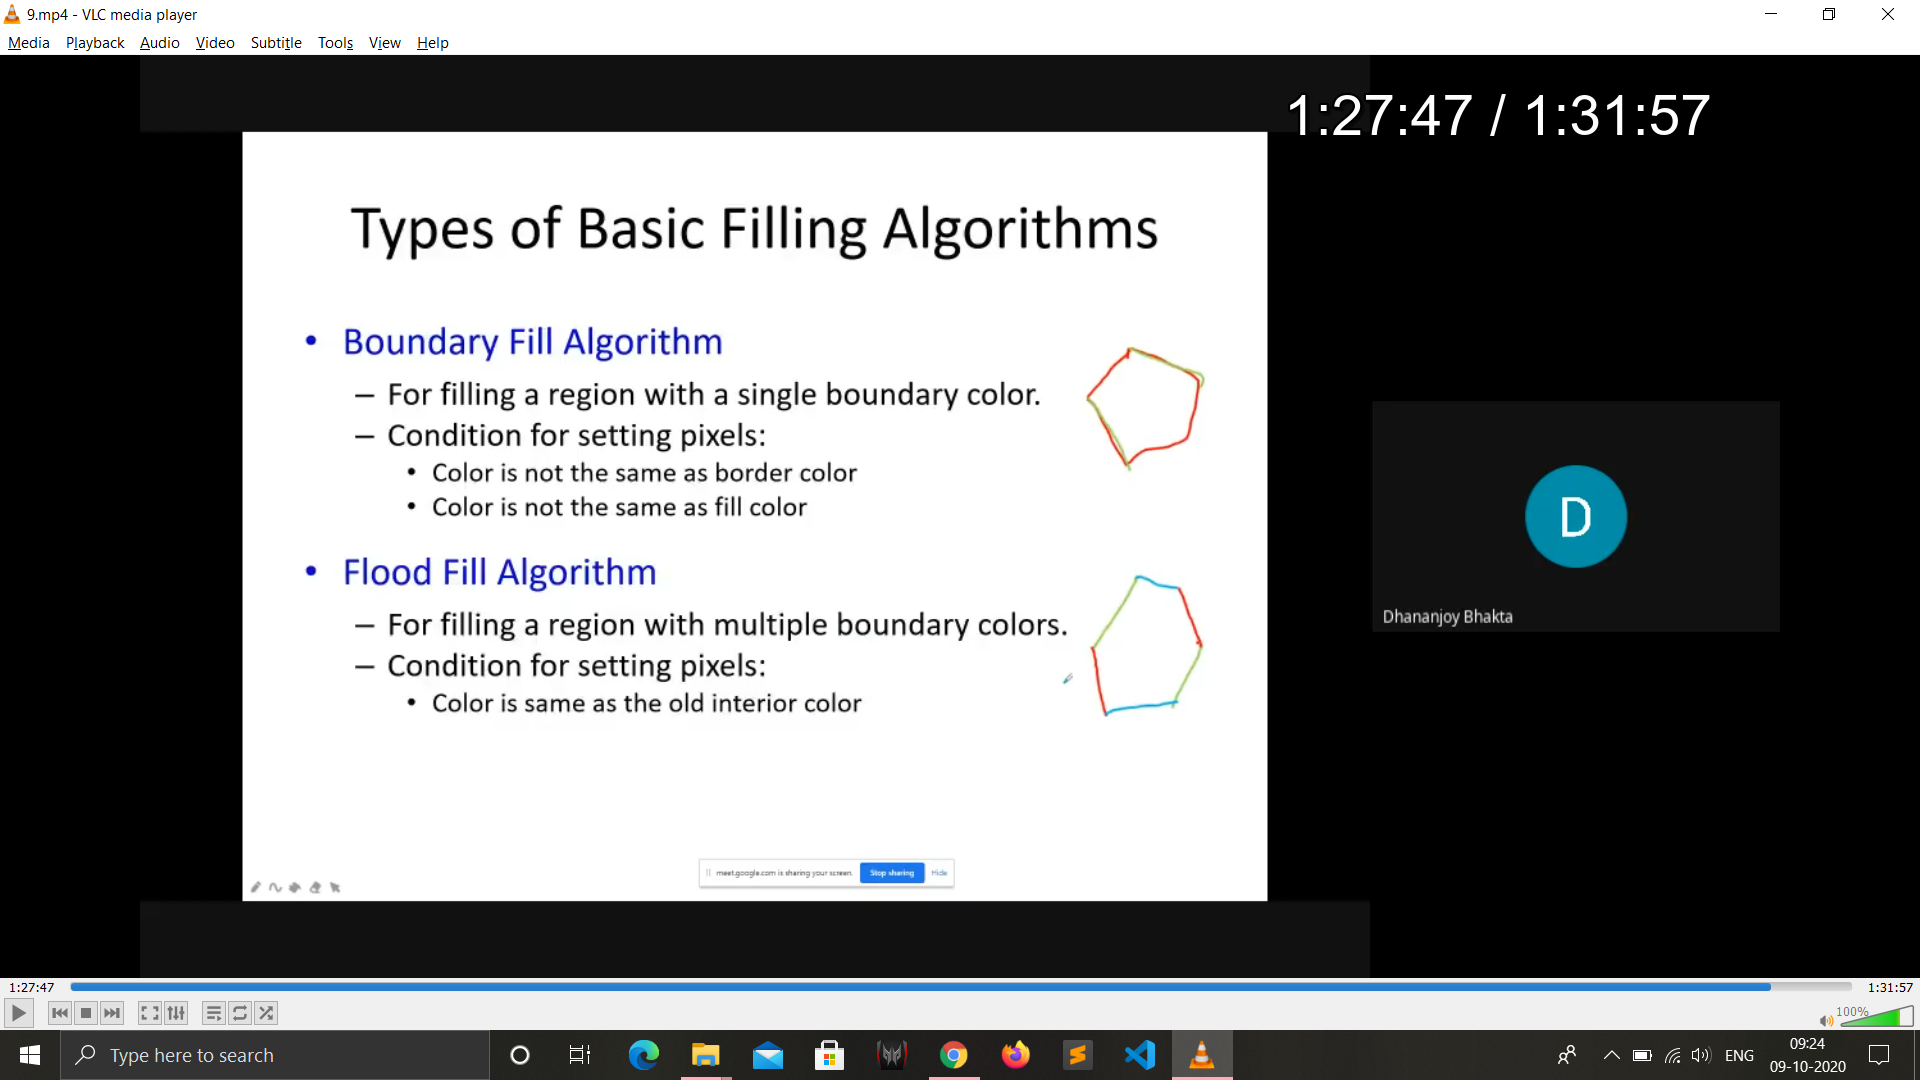 9.mp4 - VLC media player
Media Playback Audio Video Subtitle Tools View Help
1:27:47 / 1:31:57
Types of Basic Filling Algorithms
• Boundary Fill Algorithm
– For filling a region with a single boundary color.
– Condition for setting pixels:
• Color is not the same as border color
• Color is not the same as fill color
• Flood Fill Algorithm
– For filling a region with multiple boundary colors.
– Condition for setting pixels:
• Color is same as the old interior color
D
Dhananjoy Bhakta
meet.google.com is sharing your screen. Stop sharing Hide
1:27:47 1:31:57
100%
Type here to search
ENG
09:24
09-10-2020